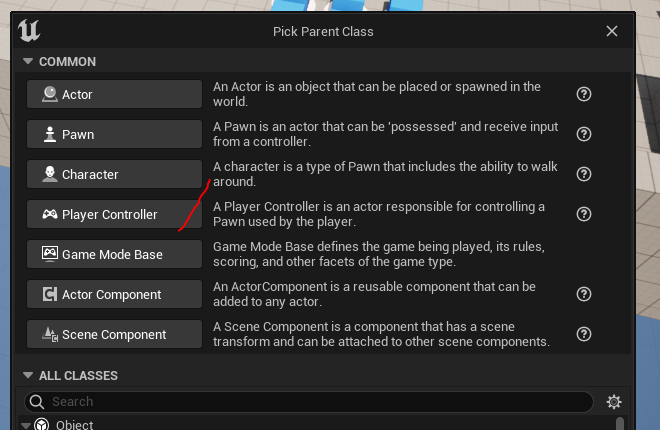 Pick Parent Class
COMMON
Actor
An Actor is an object that can be placed or spawned in the
world.
Pawn
A Pawn is an actor that can be 'possessed' and receive input
from a controller.
Character
A character is a type of Pawn that includes the ability to walk
around.
Player Controller
A Player Controller is an actor responsible for controlling a
Pawn used by the player.
Game Mode Base
Game Mode Base defines the game being played, its rules,
scoring, and other facets of the game type.
Actor Component
An ActorComponent is a reusable component that can be
added to any actor.
Scene Component
A Scene Component is a component that has a scene
transform and can be attached to other scene components.
ALL CLASSES
Search
Object